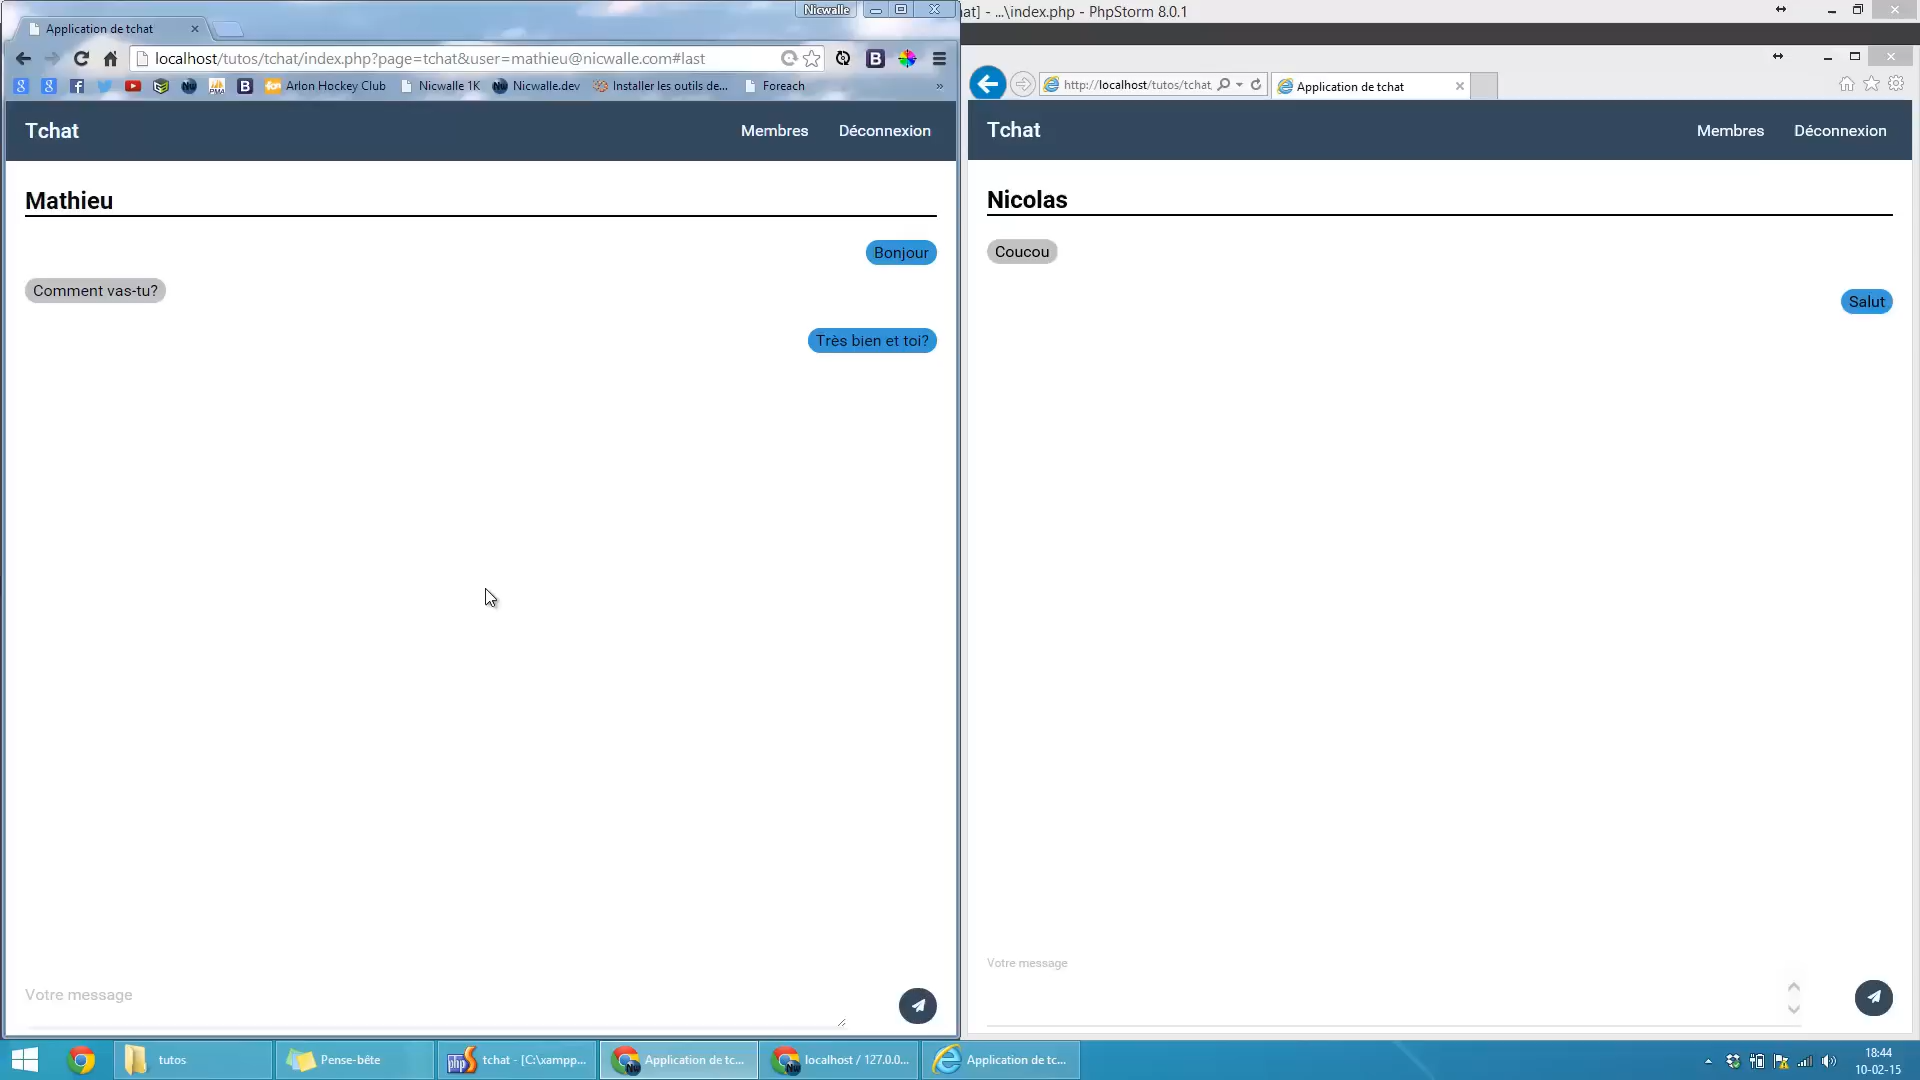 Nicwalle
Application de tchat
localhost/tutos/tchat/index.php?page=tchat&user=mathieu@nicwalle.com#last
Arlon Hockey Club
Nicwalle 1K
Nicwalle.dev
Installer les outils de...
Foreach
»
Tchat
Membres
Déconnexion
Mathieu
Bonjour
Comment vas-tu?
Très bien et toi?
Votre message
hat] - ...\index.php - PhpStorm 8.0.1
http://localhost/tutos/tchat
Application de tchat
Tchat
Membres
Déconnexion
Nicolas
Coucou
Salut
Votre message
tutos
Pense-bête
tchat - [C:\xampp...
Application de tc...
localhost / 127.0.0...
Application de tc...
18:44
10-02-15